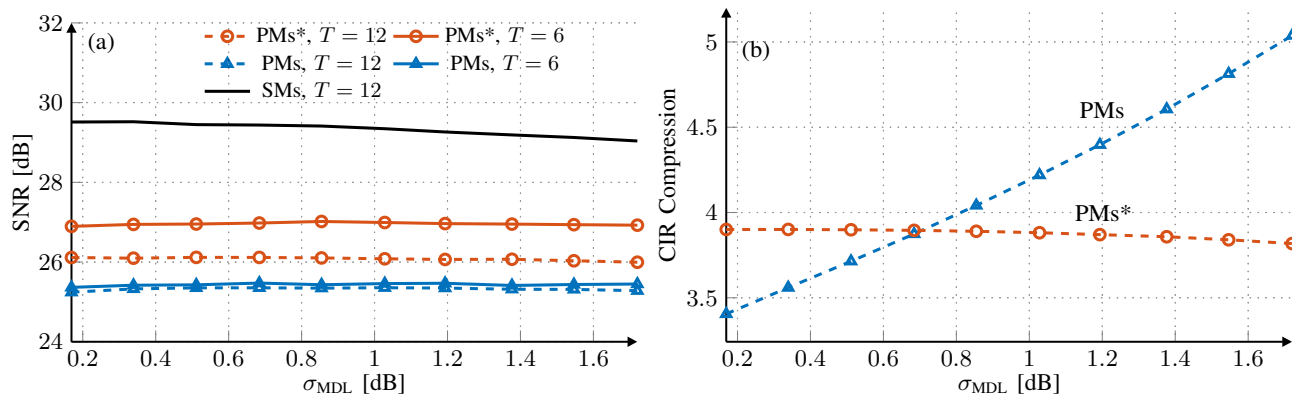 (a)
PMs*, T = 12
PMs*, T = 6
PMs, T = 12
PMs, T = 6
SMs, T = 12
SNR [dB]
32
30
28
26
24
0.2 0.4 0.6 0.8 1 1.2 1.4 1.6
σMDL [dB]
(b)
PMs
PMs*
CIR Compression
5
4.5
4
3.5
0.2 0.4 0.6 0.8 1 1.2 1.4 1.6
σMDL [dB]